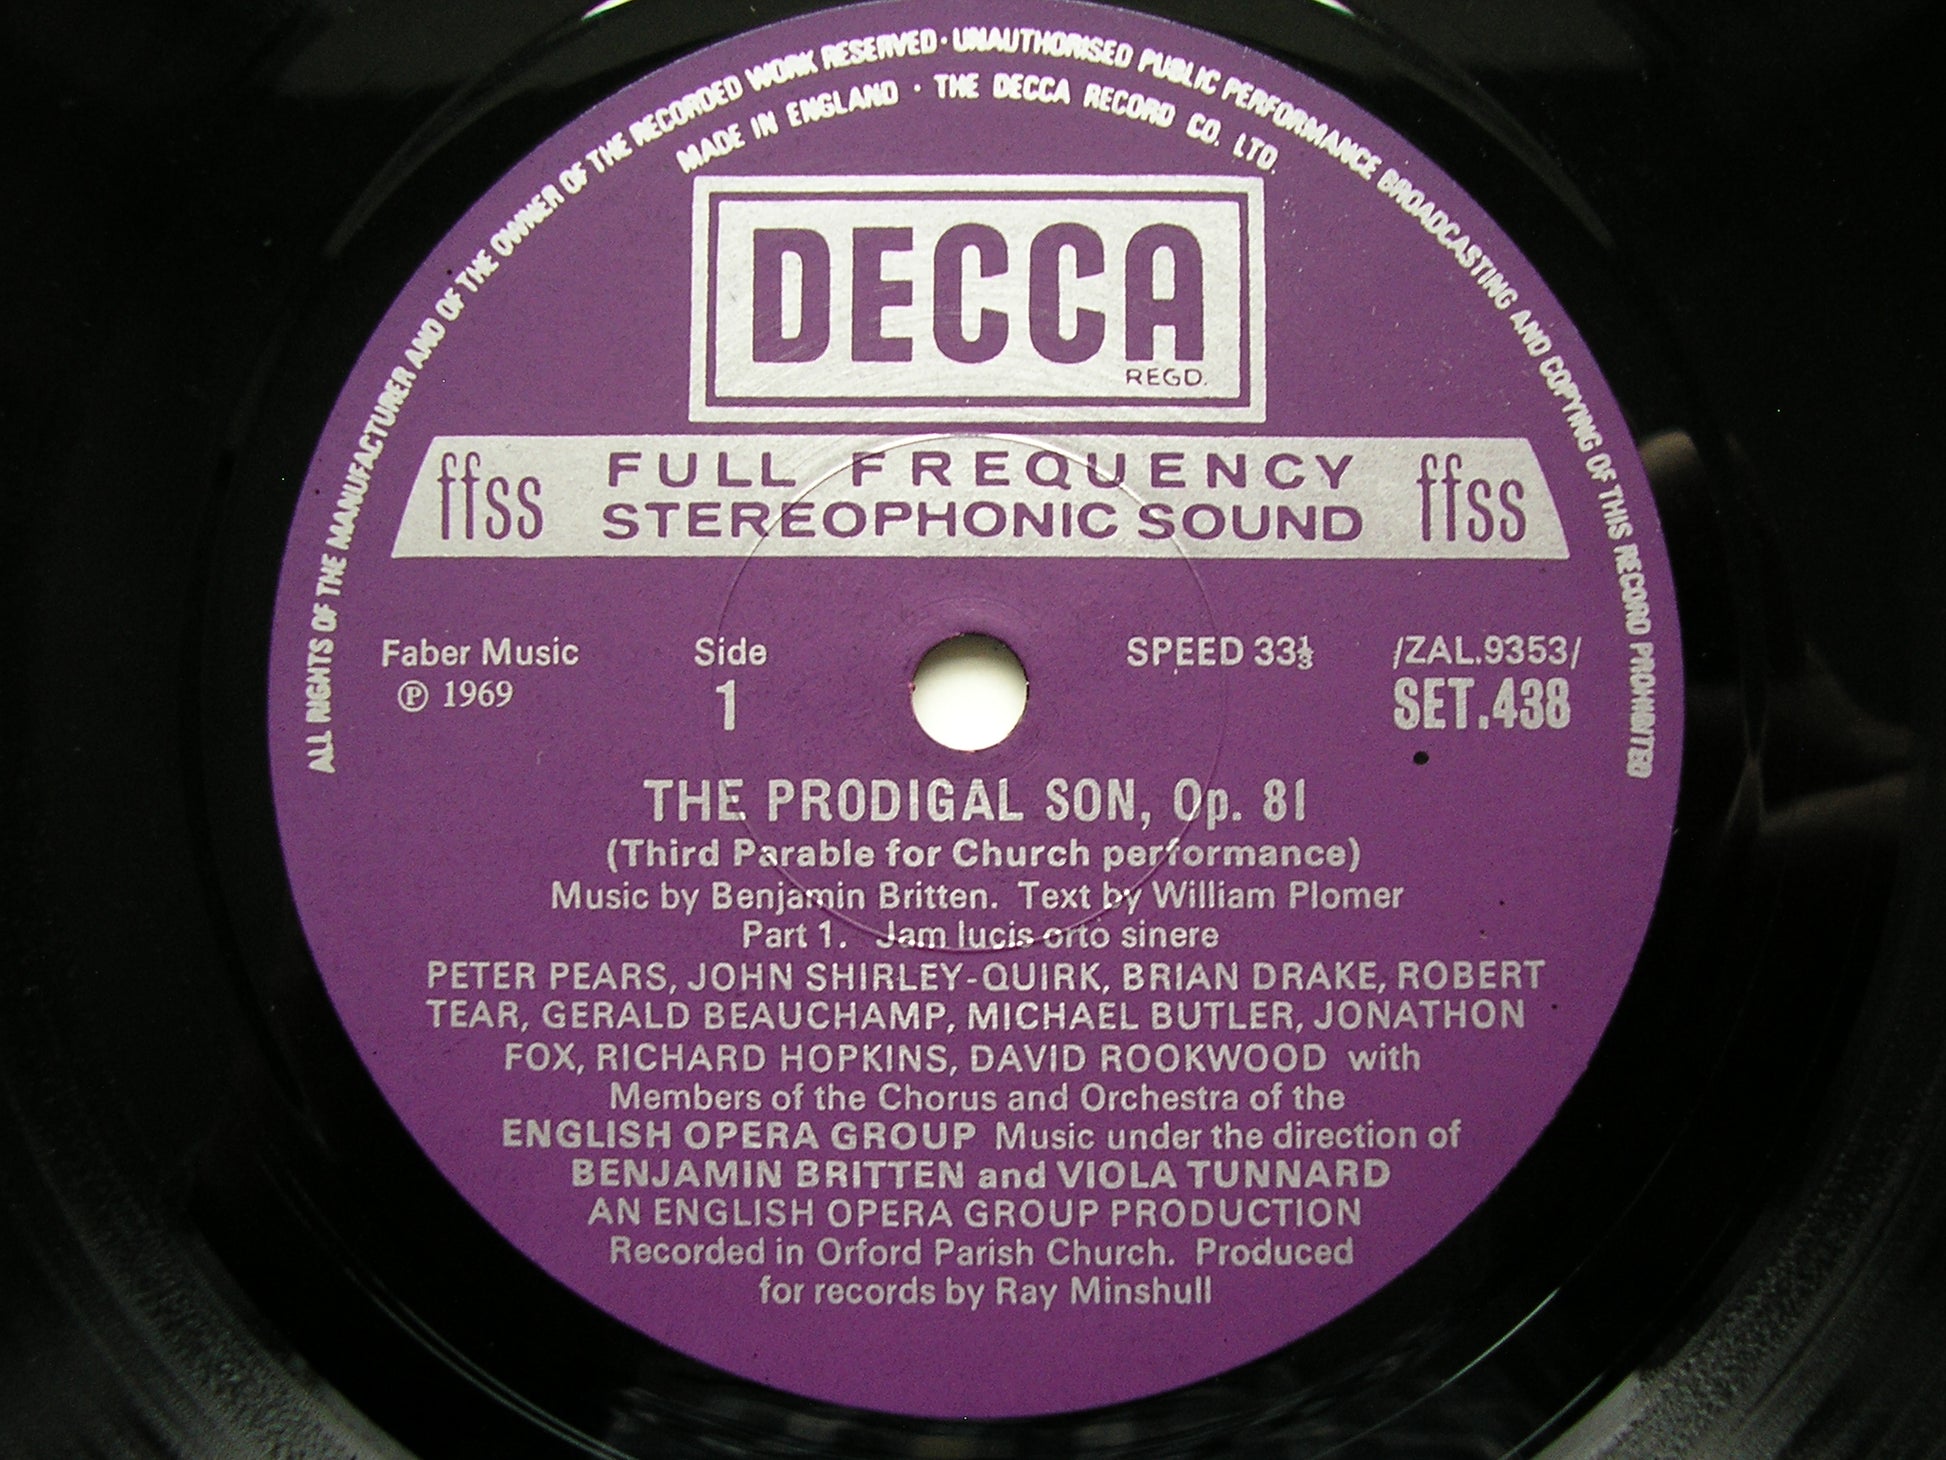 ALL RIGHTS OF THE MANUFACTURER AND OF THE OWNER OF THE RECORDED WORK RESERVED · UNAUTHORISED PUBLIC PERFORMANCE BROADCASTING AND COPYING OF THIS RECORD PROHIBITED
MADE IN ENGLAND · THE DECCA RECORD CO. LTD.
DECCA
REGD.
ffss FULL FREQUENCY ffss
STEREOPHONIC SOUND
Faber Music Side SPEED 33⅓ /ZAL.9353/
℗ 1969 1 SET.438
THE PRODIGAL SON, Op. 81
(Third Parable for Church performance)
Music by Benjamin Britten. Text by William Plomer
Part 1. Jam lucis orto sinere
PETER PEARS, JOHN SHIRLEY-QUIRK, BRIAN DRAKE, ROBERT
TEAR, GERALD BEAUCHAMP, MICHAEL BUTLER, JONATHON
FOX, RICHARD HOPKINS, DAVID ROOKWOOD with
Members of the Chorus and Orchestra of the
ENGLISH OPERA GROUP Music under the direction of
BENJAMIN BRITTEN and VIOLA TUNNARD
AN ENGLISH OPERA GROUP PRODUCTION
Recorded in Orford Parish Church. Produced
for records by Ray Minshull